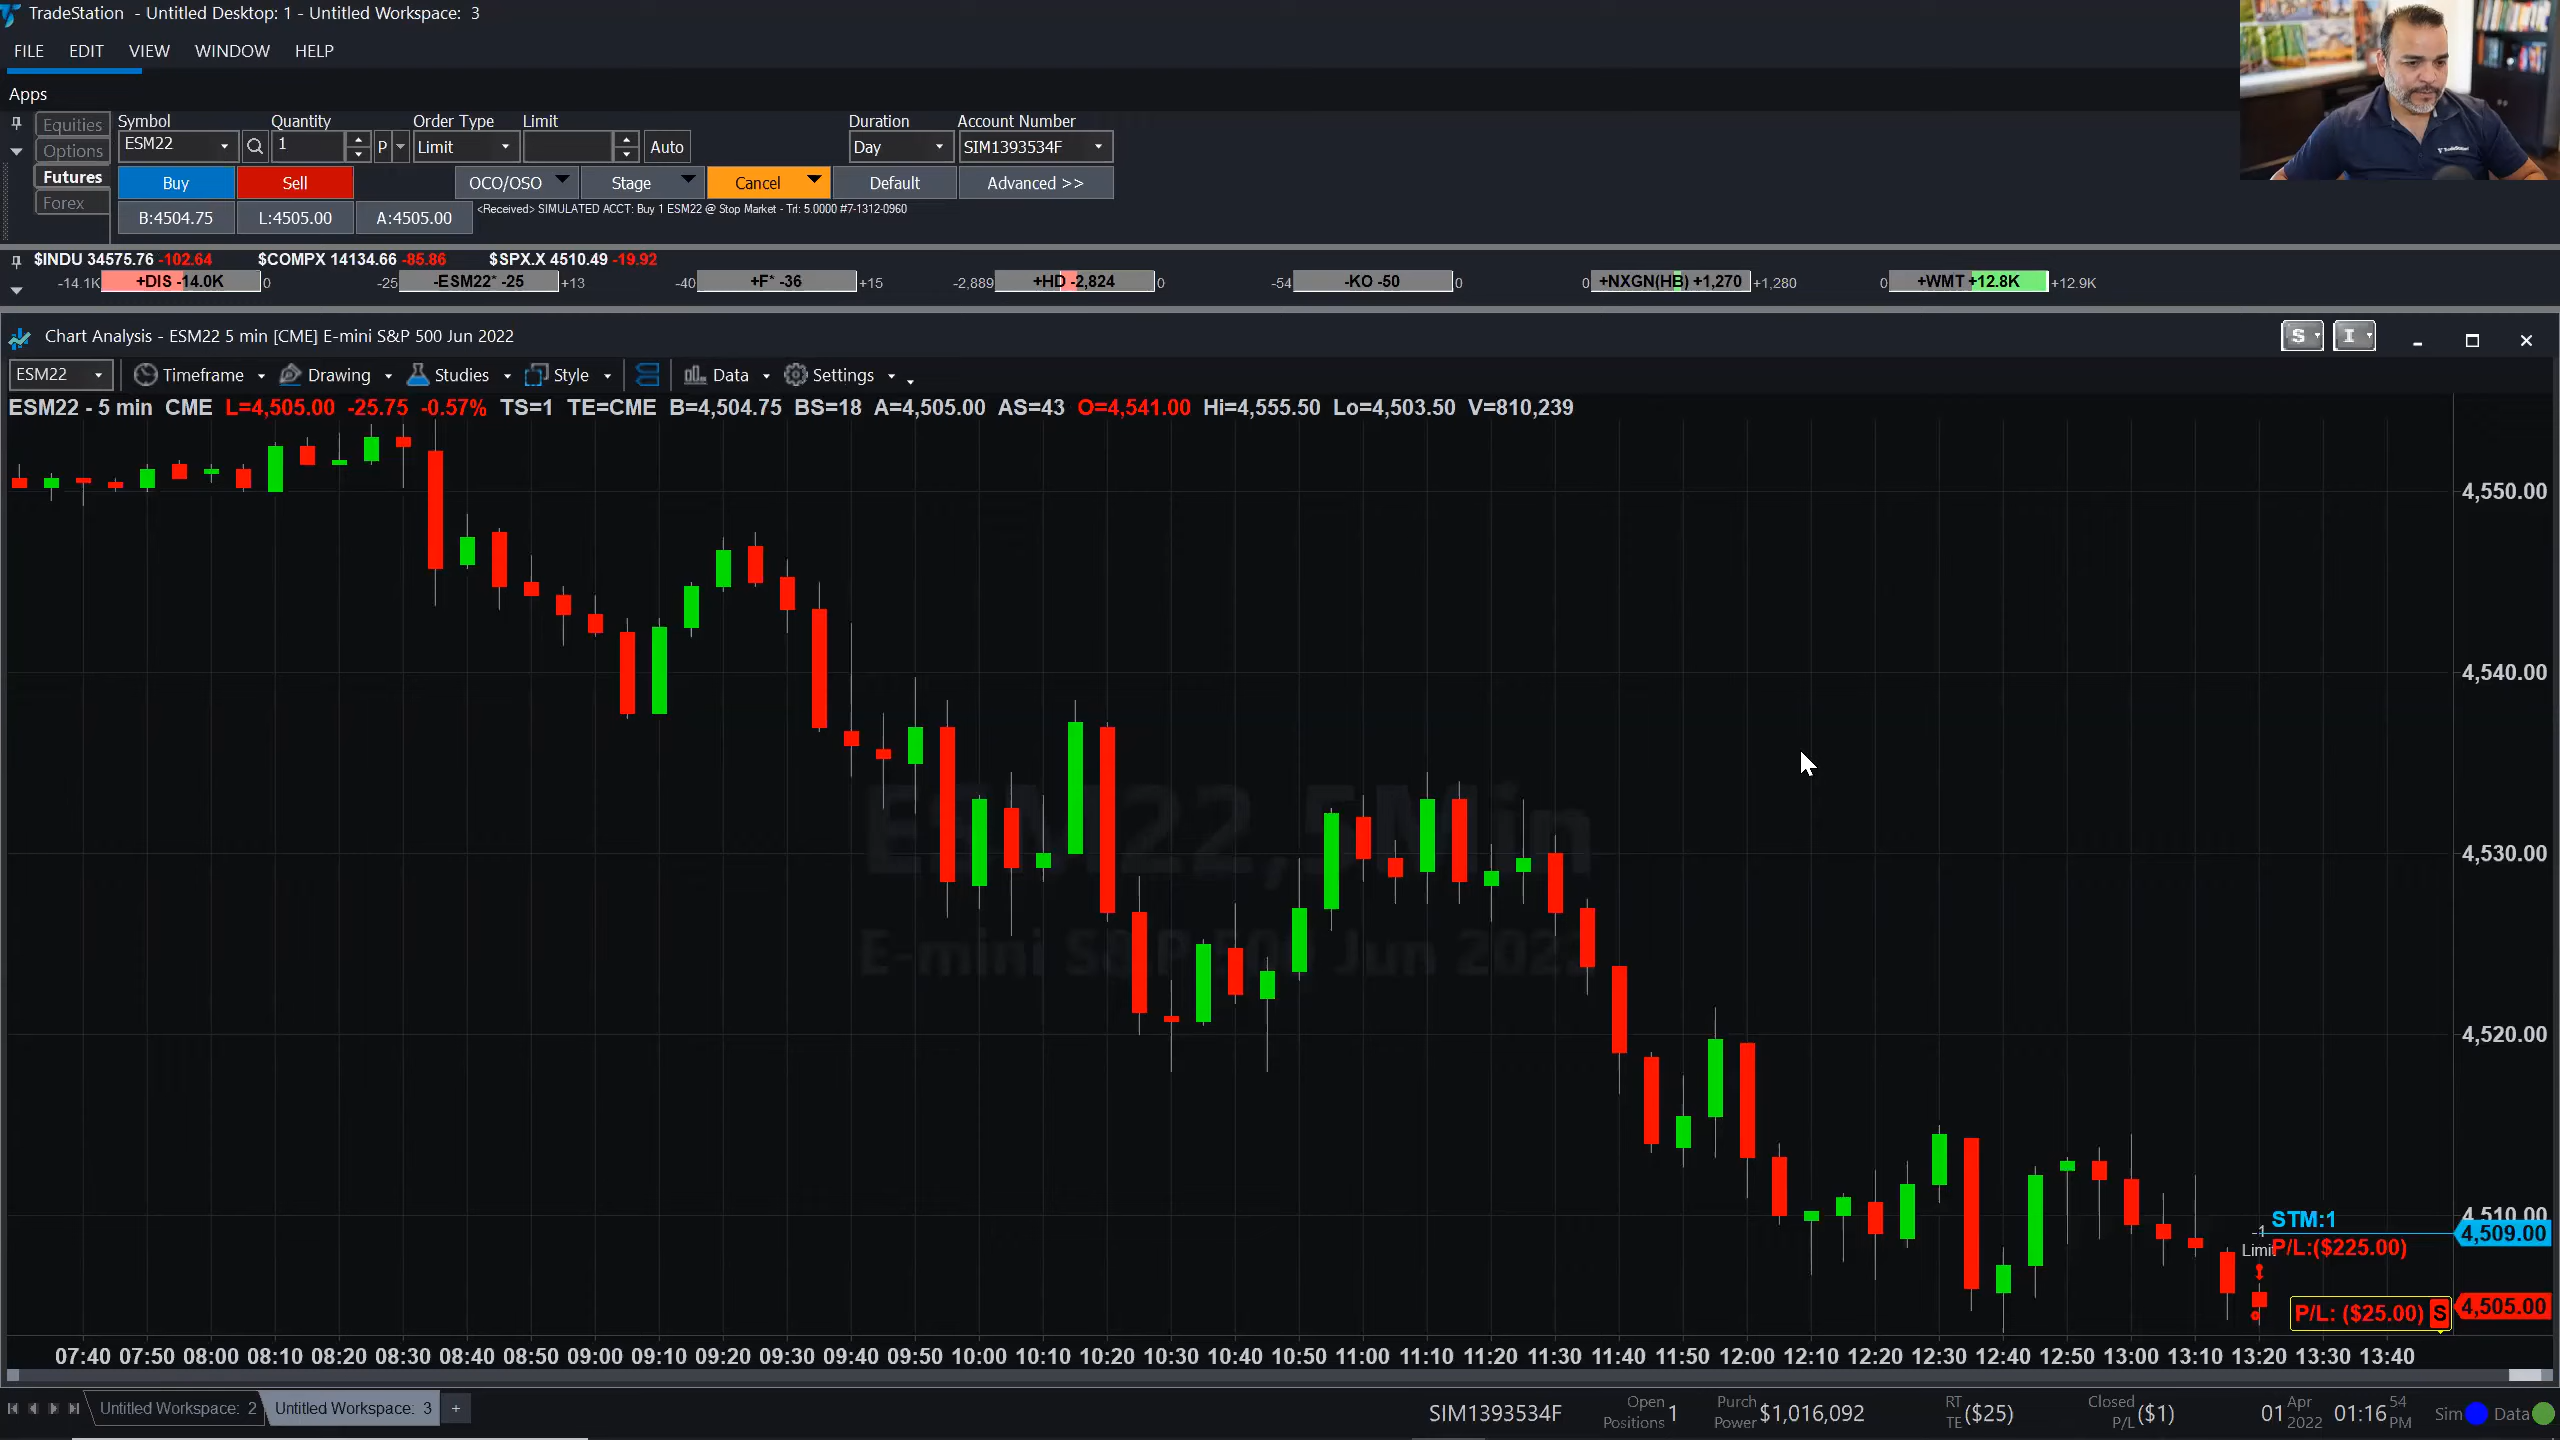 TradeStation - Untitled Desktop: 1 - Untitled Workspace: 3
FILE EDIT VIEW WINDOW HELP
Apps
Equities
Options
Futures
Forex
Symbol Quantity Order Type Limit Duration Account Number
ESM22 1 P Limit Auto Day SIM1393534F
Buy Sell OCO/OSO Stage Cancel Default Advanced >>
B:4504.75 L:4505.00 A:4505.00 <Received> SIMULATED ACCT: Buy 1 ESM22 @ Stop Market - Trl: 5.0000 #7-1312-0960
$INDU 34575.76 -102.64 $COMPX 14134.66 -85.86 $SPX.X 4510.49 -19.92
-14.1K +DIS -14.0K 0 -25 -ESM22* -25 +13 -40 +F* -36 +15 -2,889 +HD -2,824 0 -54 -KO -50 0 0 +NXGN(HB) +1,270 +1,280 0 +WMT +12.8K +12.9K
Chart Analysis - ESM22 5 min [CME] E-mini S&P 500 Jun 2022 S I
ESM22 Timeframe Drawing Studies Style Data Settings
ESM22 - 5 min CME L=4,505.00 -25.75 -0.57% TS=1 TE=CME B=4,504.75 BS=18 A=4,505.00 AS=43 O=4,541.00 Hi=4,555.50 Lo=4,503.50 V=810,239
4,550.00
4,540.00
ESM22,5Min
4,530.00
E-mini S&P 500 Jun 2022
4,520.00
4,510.00
STM:1
4,509.00
-1
Limit
P/L:($225.00)
P/L: ($25.00) S 4,505.00
07:40 07:50 08:00 08:10 08:20 08:30 08:40 08:50 09:00 09:10 09:20 09:30 09:40 09:50 10:00 10:10 10:20 10:30 10:40 10:50 11:00 11:10 11:20 11:30 11:40 11:50 12:00 12:10 12:20 12:30 12:40 12:50 13:00 13:10 13:20 13:30 13:40
Untitled Workspace: 2 Untitled Workspace: 3 +
SIM1393534F Open Positions 1 Purch Power $1,016,092 RT TE ($25) Closed P/L ($1) 01 Apr 2022 01:16 54 PM Sim Data